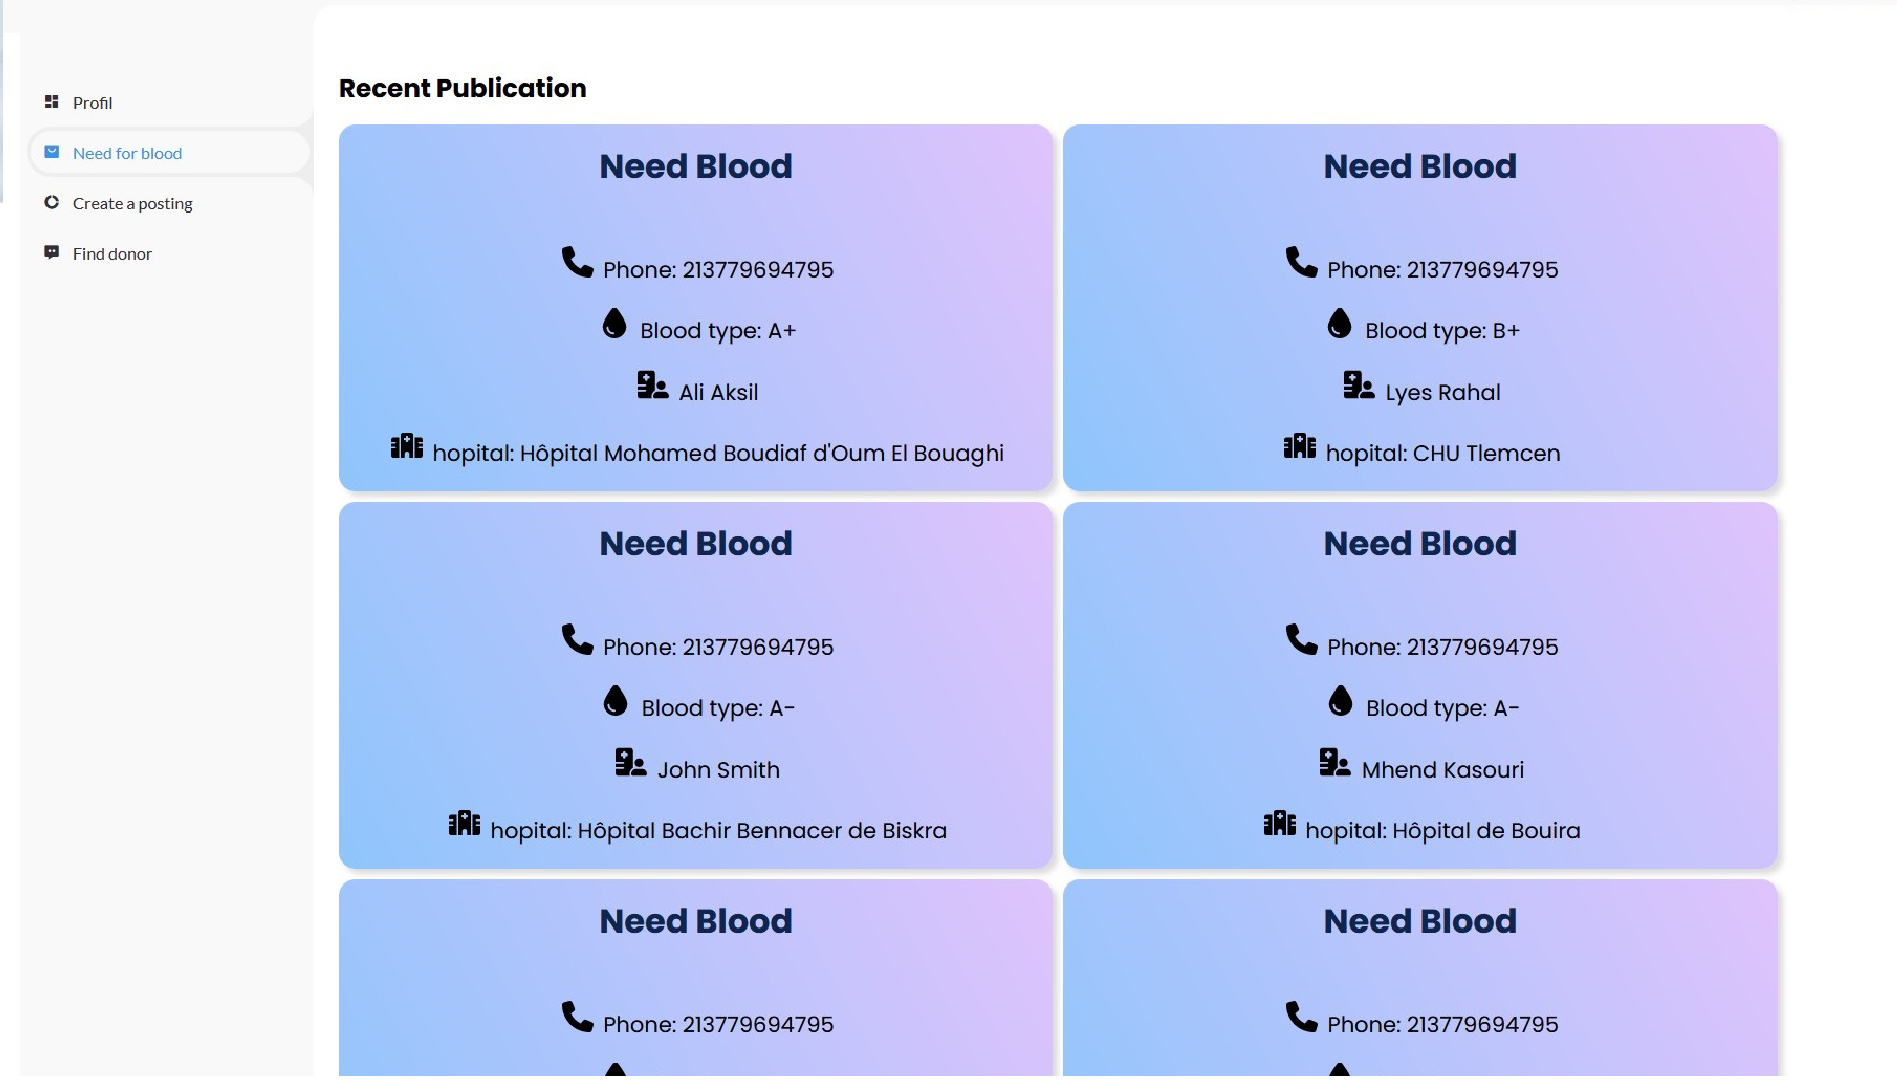 Profil
Need for blood
Create a posting
Find donor
Recent Publication
Need Blood
Phone: 213779694795
Blood type: A+
Ali Aksil
hopital: Hôpital Mohamed Boudiaf d'Oum El Bouaghi
Need Blood
Phone: 213779694795
Blood type: B+
Lyes Rahal
hopital: CHU Tlemcen
Need Blood
Phone: 213779694795
Blood type: A-
John Smith
hopital: Hôpital Bachir Bennacer de Biskra
Need Blood
Phone: 213779694795
Blood type: A-
Mhend Kasouri
hopital: Hôpital de Bouira
Need Blood
Phone: 213779694795
Need Blood
Phone: 213779694795